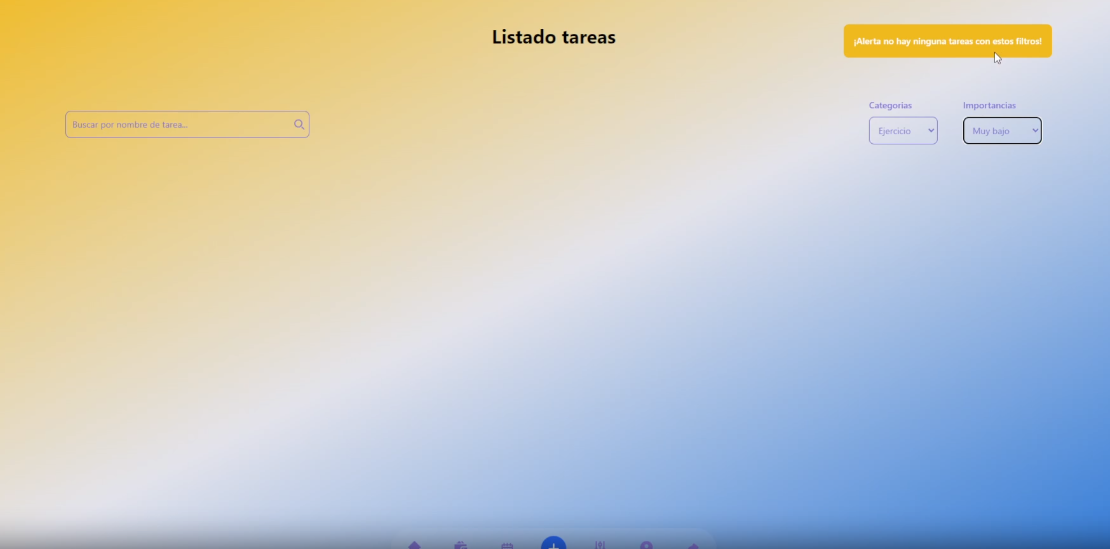 Listado tareas
¡Alerta no hay ninguna tareas con estos filtros!
Categorias
Importancias
Buscar por nombre de tarea...
Ejercicio
Muy bajo